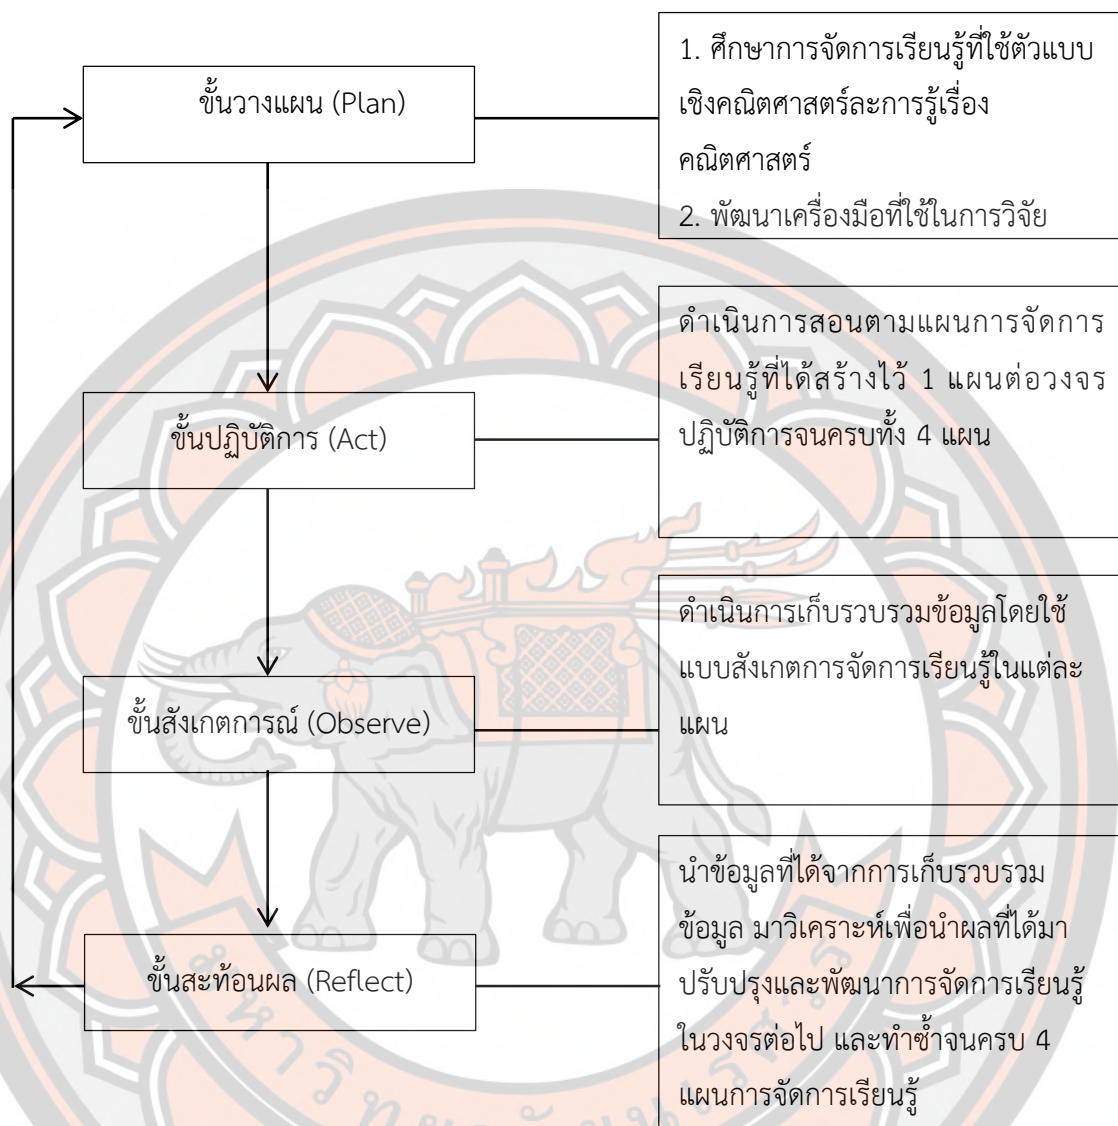 ขั้นวางแผน (Plan)
1. ศึกษาการจัดการเรียนรู้ที่ใช้ตัวแบบ
เชิงคณิตศาสตร์ละการรู้เรื่อง
คณิตศาสตร์
2. พัฒนาเครื่องมือที่ใช้ในการวิจัย
ขั้นปฏิบัติการ (Act)
ดำเนินการสอนตามแผนการจัดการ
เรียนรู้ที่ได้สร้างไว้ 1 แผนต่อวงจร
ปฏิบัติการจนครบทั้ง 4 แผน
ขั้นสังเกตการณ์ (Observe)
ดำเนินการเก็บรวบรวมข้อมูลโดยใช้
แบบสังเกตการจัดการเรียนรู้ในแต่ละ
แผน
ขั้นสะท้อนผล (Reflect)
นำข้อมูลที่ได้จากการเก็บรวบรวม
ข้อมูล มาวิเคราะห์เพื่อนำผลที่ได้มา
ปรับปรุงและพัฒนาการจัดการเรียนรู้
ในวงจรต่อไป และทำซ้ำจนครบ 4
แผนการจัดการเรียนรู้